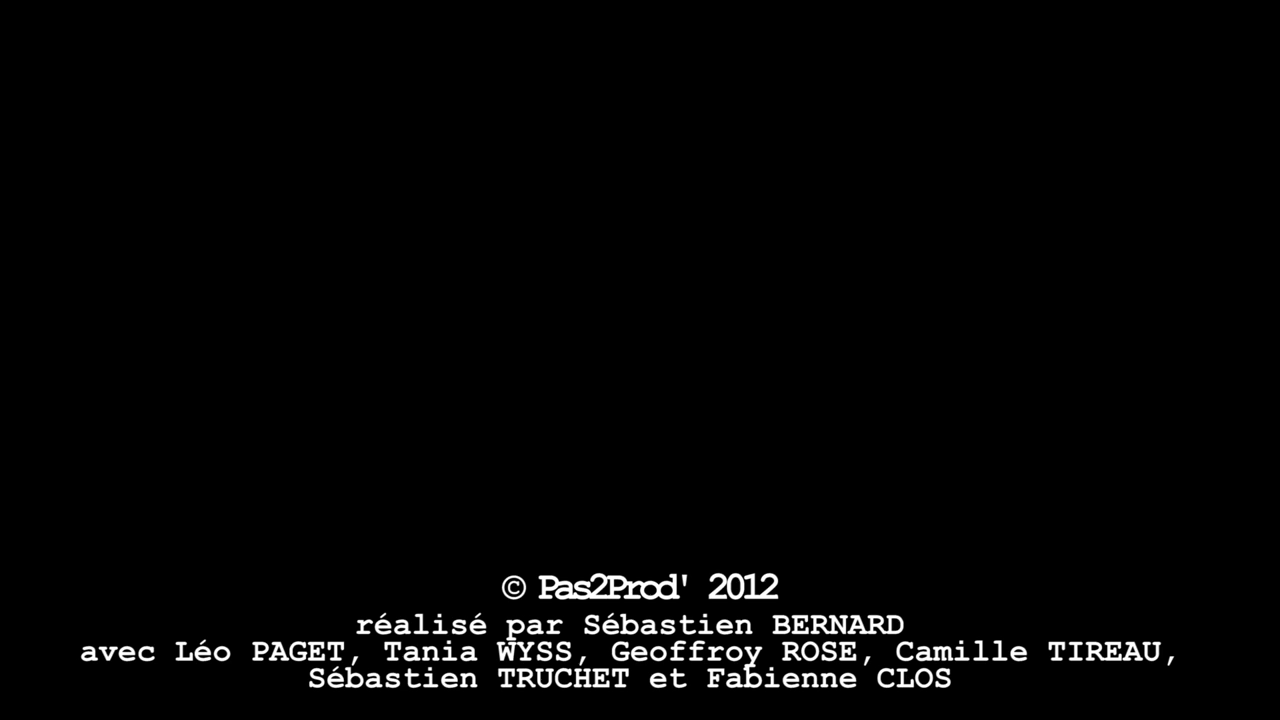 © Pas2Prod' 2012
réalisé par Sébastien BERNARD
avec Léo PAGET, Tania WYSS, Geoffroy ROSE, Camille TIREAU,
Sébastien TRUCHET et Fabienne CLOS